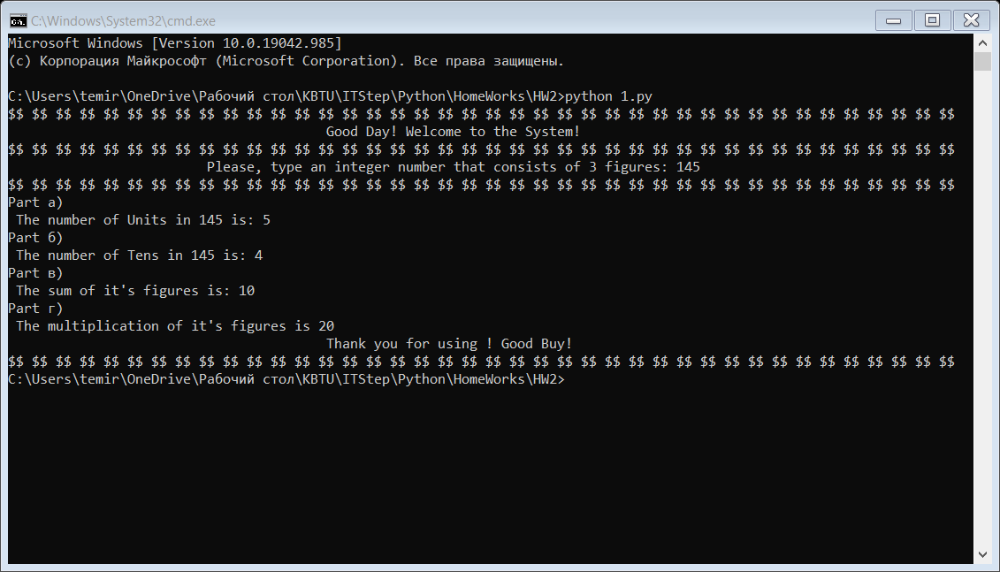 C:\Windows\System32\cmd.exe
Microsoft Windows [Version 10.0.19042.985]
(c) Корпорация Майкрософт (Microsoft Corporation). Все права защищены.
C:\Users\temir\OneDrive\Рабочий стол\KBTU\ITStep\Python\HomeWorks\HW2>python 1.py
$$ $$ $$ $$ $$ $$ $$ $$ $$ $$ $$ $$ $$ $$ $$ $$ $$ $$ $$ $$ $$ $$ $$ $$ $$ $$ $$ $$ $$ $$ $$ $$ $$ $$ $$ $$ $$ $$ $$ $$
Good Day! Welcome to the System!
$$ $$ $$ $$ $$ $$ $$ $$ $$ $$ $$ $$ $$ $$ $$ $$ $$ $$ $$ $$ $$ $$ $$ $$ $$ $$ $$ $$ $$ $$ $$ $$ $$ $$ $$ $$ $$ $$ $$ $$
Please, type an integer number that consists of 3 figures: 145
$$ $$ $$ $$ $$ $$ $$ $$ $$ $$ $$ $$ $$ $$ $$ $$ $$ $$ $$ $$ $$ $$ $$ $$ $$ $$ $$ $$ $$ $$ $$ $$ $$ $$ $$ $$ $$ $$ $$ $$
Part а)
The number of Units in 145 is: 5
Part б)
The number of Tens in 145 is: 4
Part в)
The sum of it's figures is: 10
Part г)
The multiplication of it's figures is 20
Thank you for using ! Good Buy!
$$ $$ $$ $$ $$ $$ $$ $$ $$ $$ $$ $$ $$ $$ $$ $$ $$ $$ $$ $$ $$ $$ $$ $$ $$ $$ $$ $$ $$ $$ $$ $$ $$ $$ $$ $$ $$ $$ $$ $$
C:\Users\temir\OneDrive\Рабочий стол\KBTU\ITStep\Python\HomeWorks\HW2>